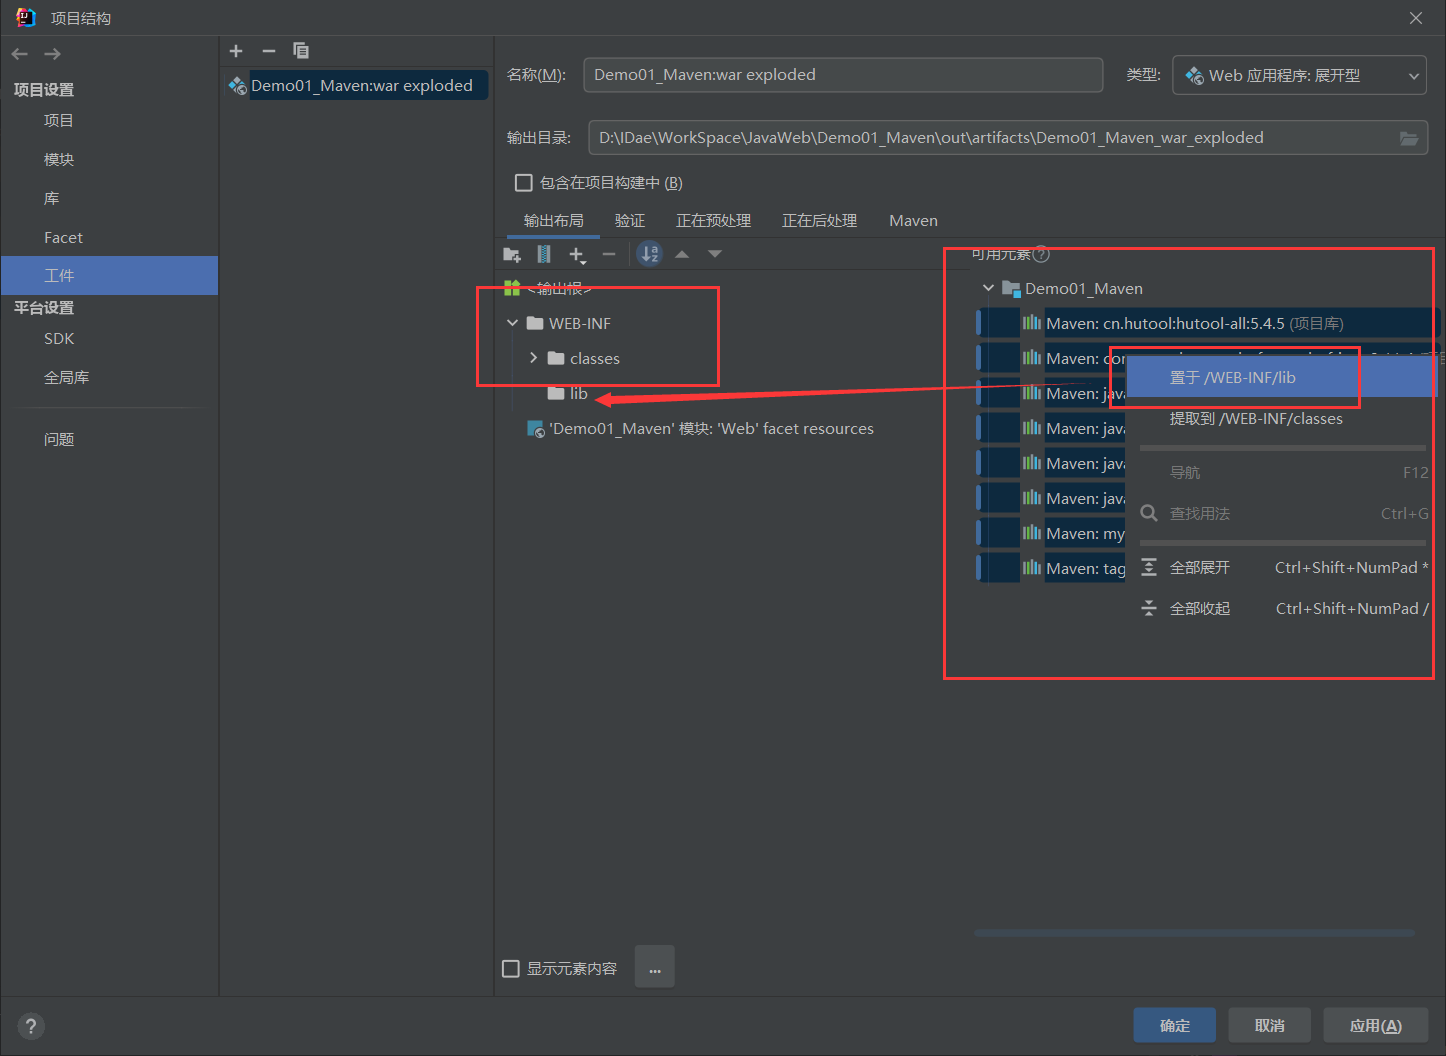 项目结构
项目设置
项目
模块
库
Facet
工件
平台设置
SDK
全局库
问题
Demo01_Maven:war exploded
名称(M):
Demo01_Maven:war exploded
类型:
Web 应用程序: 展开型
输出目录:
D:\IDae\WorkSpace\JavaWeb\Demo01_Maven\out\artifacts\Demo01_Maven_war_exploded
包含在项目构建中 (B)
输出布局
验证
正在预处理
正在后处理
Maven
<输出根>
WEB-INF
classes
lib
'Demo01_Maven' 模块: 'Web' facet resources
可用元素
Demo01_Maven
Maven: cn.hutool:hutool-all:5.4.5 (项目库)
Maven:
Maven:
Maven:
Maven:
Maven:
Maven: my
Maven: tag
置于 /WEB-INF/lib
提取到 /WEB-INF/classes
导航 F12
查找用法 Ctrl+G
全部展开 Ctrl+Shift+NumPad *
全部收起 Ctrl+Shift+NumPad /
显示元素内容
...
?
确定
取消
应用(A)